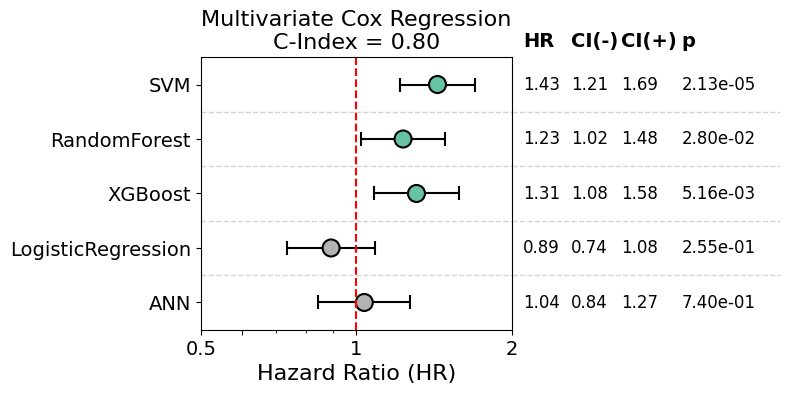 Multivariate Cox Regression
C-Index = 0.80
HR CI(-) CI(+) p
SVM 1.43 1.21 1.69 2.13e-05
RandomForest 1.23 1.02 1.48 2.80e-02
XGBoost 1.31 1.08 1.58 5.16e-03
LogisticRegression 0.89 0.74 1.08 2.55e-01
ANN 1.04 0.84 1.27 7.40e-01
0.5 1 2
Hazard Ratio (HR)